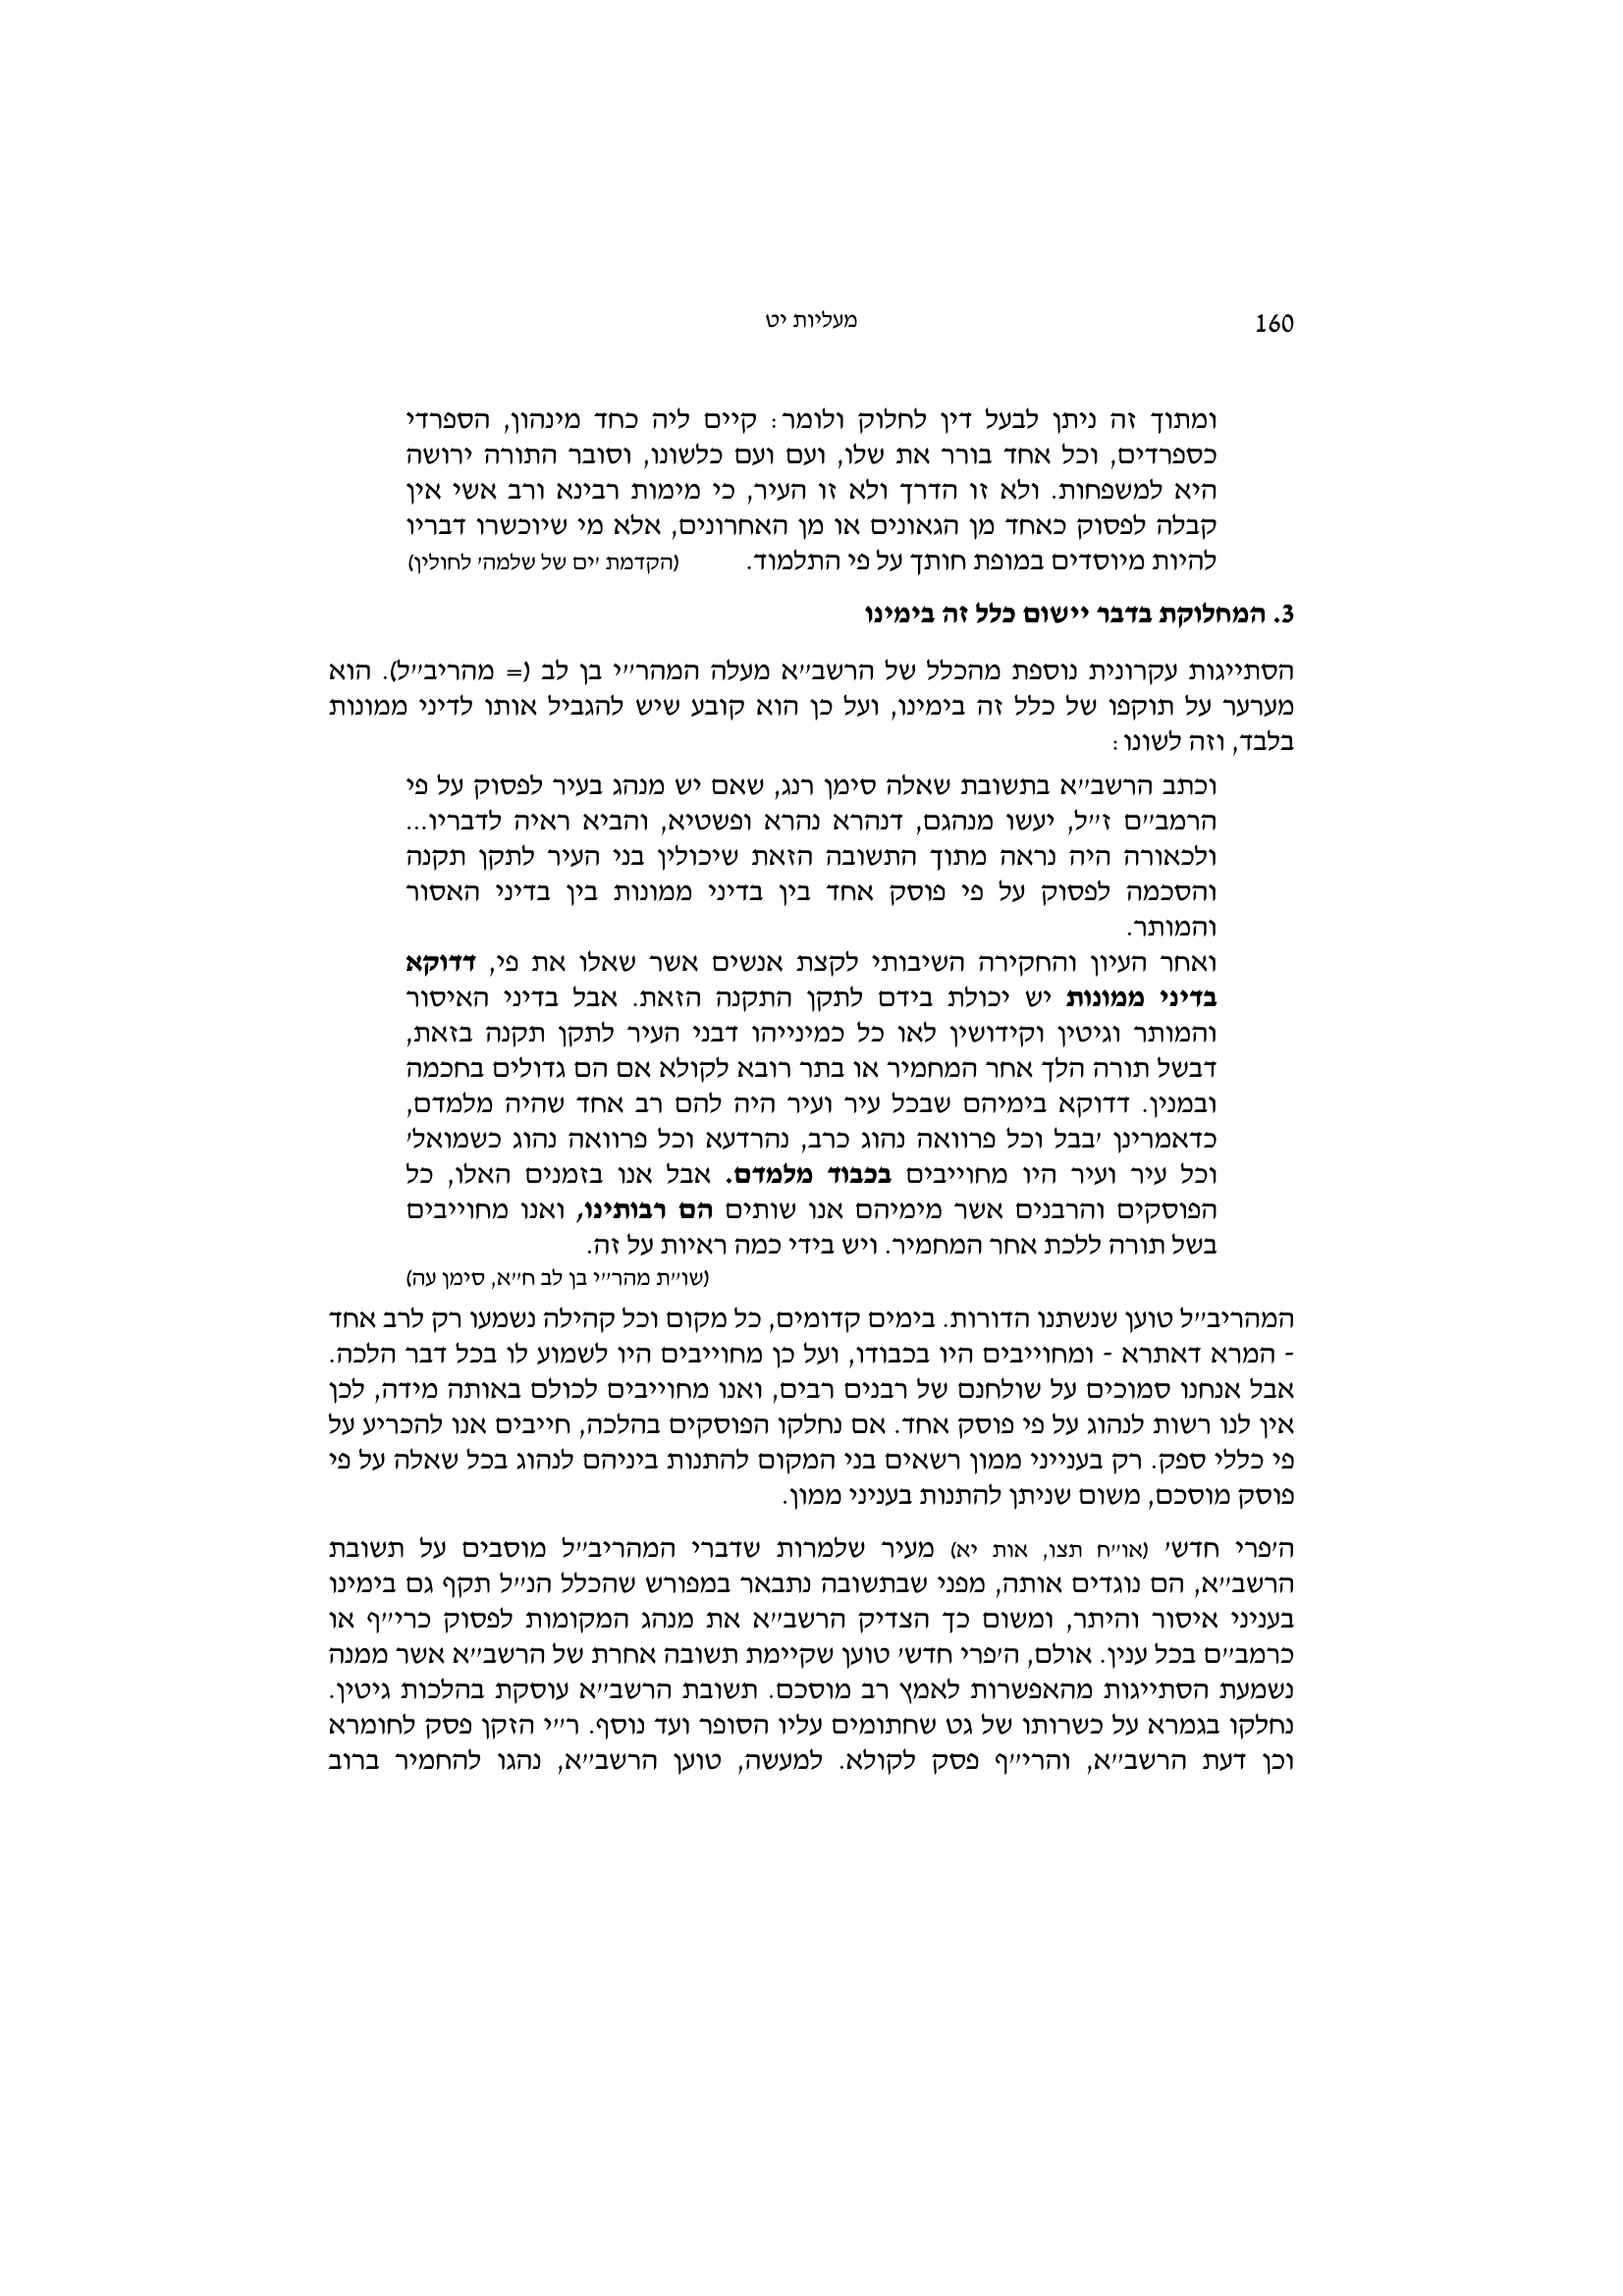 160
מעליות יט
ומתוך זה ניתן לבעל דין לחלוק ולומר: קיים ליה כחד מינהון, הספרדי
כספרדים, וכל אחד בורר את שלו, ועם ועם כלשונו, וסובר התורה ירושה
היא למשפחות. ולא זו הדרך ולא זו העיר, כי מימות רבינא ורב אשי אין
קבלה לפסוק כאחד מן הגאונים או מן האחרונים, אלא מי שיוכשרו דבריו
להיות מיוסדים במופת חותך על פי התלמוד. (הקדמת 'ים של שלמה' לחולין)
3. המחלוקת בדבר יישום כלל זה בימינו
הסתייגות עקרונית נוספת מהכלל של הרשב"א מעלה המהר"י בן לב (= מהריב"ל). הוא
מערער על תוקפו של כלל זה בימינו, ועל כן הוא קובע שיש להגביל אותו לדיני ממונות
בלבד, וזה לשונו:
וכתב הרשב"א בתשובת שאלה סימן רנג, שאם יש מנהג בעיר לפסוק על פי
הרמב"ם ז"ל, יעשו מנהגם, דנהרא נהרא ופשטיא, והביא ראיה לדבריו...
ולכאורה היה נראה מתוך התשובה הזאת שיכולין בני העיר לתקן תקנה
והסכמה לפסוק על פי פוסק אחד בין בדיני ממונות בין בדיני האסור
והמותר.
ואחר העיון והחקירה השיבותי לקצת אנשים אשר שאלו את פי, דדוקא
בדיני ממונות יש יכולת בידם לתקן התקנה הזאת. אבל בדיני האיסור
והמותר וגיטין וקידושין לאו כל כמינייהו דבני העיר לתקן תקנה בזאת,
דבשל תורה הלך אחר המחמיר או בתר רובא לקולא אם הם גדולים בחכמה
ובמנין. דדוקא בימיהם שבכל עיר ועיר היה להם רב אחד שהיה מלמדם,
כדאמרינן 'בבל וכל פרוואה נהוג כרב, נהרדעא וכל פרוואה נהוג כשמואל'
וכל עיר ועיר היו מחוייבים בכבוד מלמדם. אבל אנו בזמנים האלו, כל
הפוסקים והרבנים אשר מימיהם אנו שותים הם רבותינו, ואנו מחוייבים
בשל תורה ללכת אחר המחמיר. ויש בידי כמה ראיות על זה.
(שו"ת מהר"י בן לב ח"א, סימן עה)
המהריב"ל טוען שנשתנו הדורות. בימים קדומים, כל מקום וכל קהילה נשמעו רק לרב אחד
- המרא דאתרא - ומחוייבים היו בכבודו, ועל כן מחוייבים היו לשמוע לו בכל דבר הלכה.
אבל אנחנו סמוכים על שולחנם של רבנים רבים, ואנו מחוייבים לכולם באותה מידה, לכן
אין לנו רשות לנהוג על פי פוסק אחד. אם נחלקו הפוסקים בהלכה, חייבים אנו להכריע על
פי כללי ספק. רק בענייני ממון רשאים בני המקום להתנות ביניהם לנהוג בכל שאלה על פי
פוסק מוסכם, משום שניתן להתנות בעניני ממון.
ה'פרי חדש' (או"ח תצו, אות יא) מעיר שלמרות שדברי המהריב"ל מוסבים על תשובת
הרשב"א, הם נוגדים אותה, מפני שבתשובה נתבאר במפורש שהכלל הנ"ל תקף גם בימינו
בעניני איסור והיתר, ומשום כך הצדיק הרשב"א את מנהג המקומות לפסוק כרי"ף או
כרמב"ם בכל ענין. אולם, ה'פרי חדש' טוען שקיימת תשובה אחרת של הרשב"א אשר ממנה
נשמעת הסתייגות מהאפשרות לאמץ רב מוסכם. תשובת הרשב"א עוסקת בהלכות גיטין.
נחלקו בגמרא על כשרותו של גט שחתומים עליו הסופר ועד נוסף. ר"י הזקן פסק לחומרא
וכן דעת הרשב"א, והרי"ף פסק לקולא. למעשה, טוען הרשב"א, נהגו להחמיר ברוב